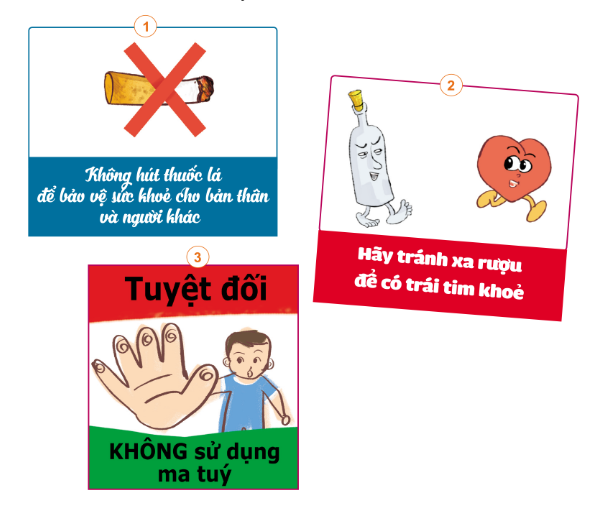 1
Không hút thuốc lá
để bảo vệ sức khoẻ cho bản thân
và người khác
2
Hãy tránh xa rượu
để có trái tim khoẻ
3
Tuyệt đối
KHÔNG sử dụng
ma tuý